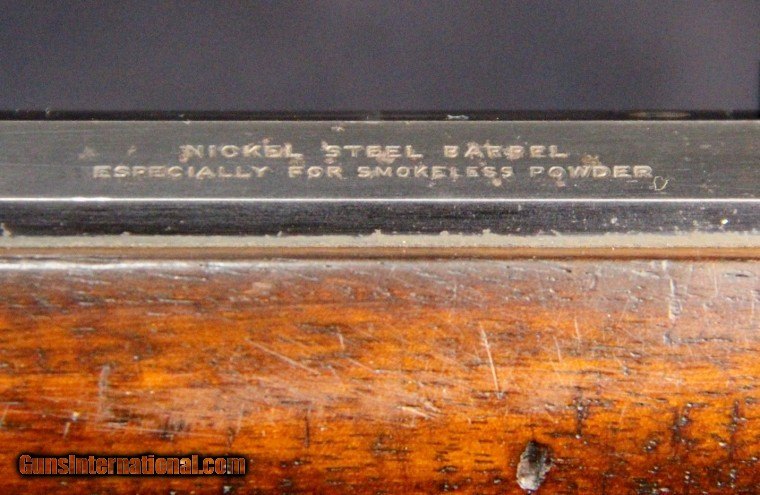 NICKEL STEEL BARREL
ESPECIALLY FOR SMOKELESS POWDER
GunsInternational.com